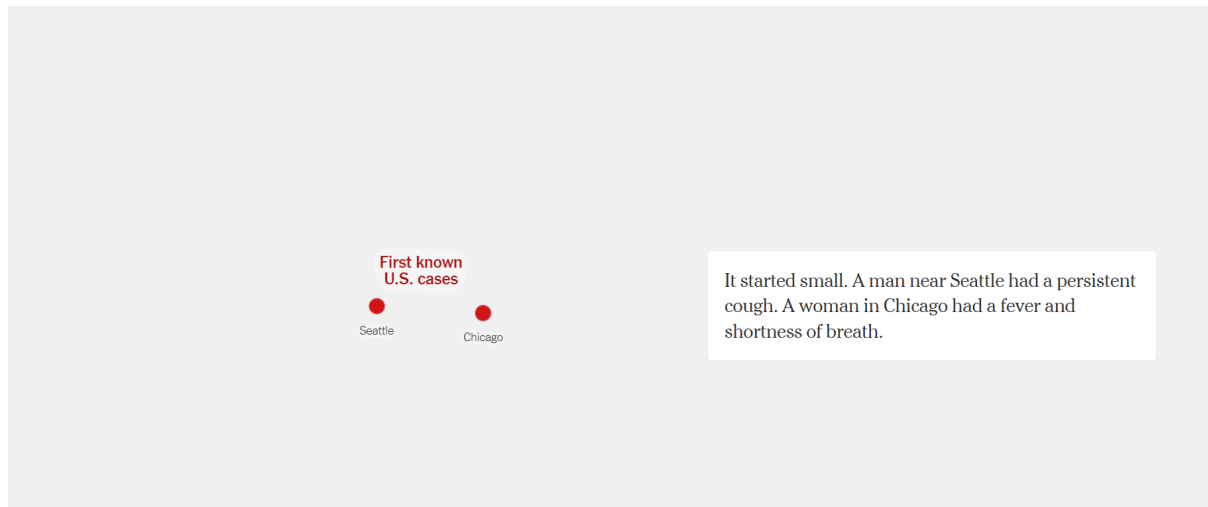 First known
U.S. cases
Seattle
Chicago
It started small. A man near Seattle had a persistent
cough. A woman in Chicago had a fever and
shortness of breath.